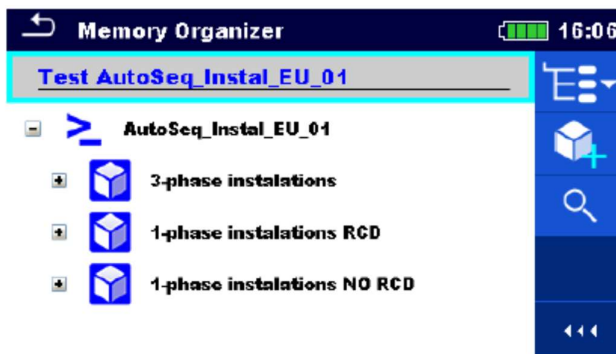 Memory Organizer 16:06
Test AutoSeq_Instal_EU_01
AutoSeq_Instal_EU_01
3-phase instalations
1-phase instalations RCD
1-phase instalations NO RCD